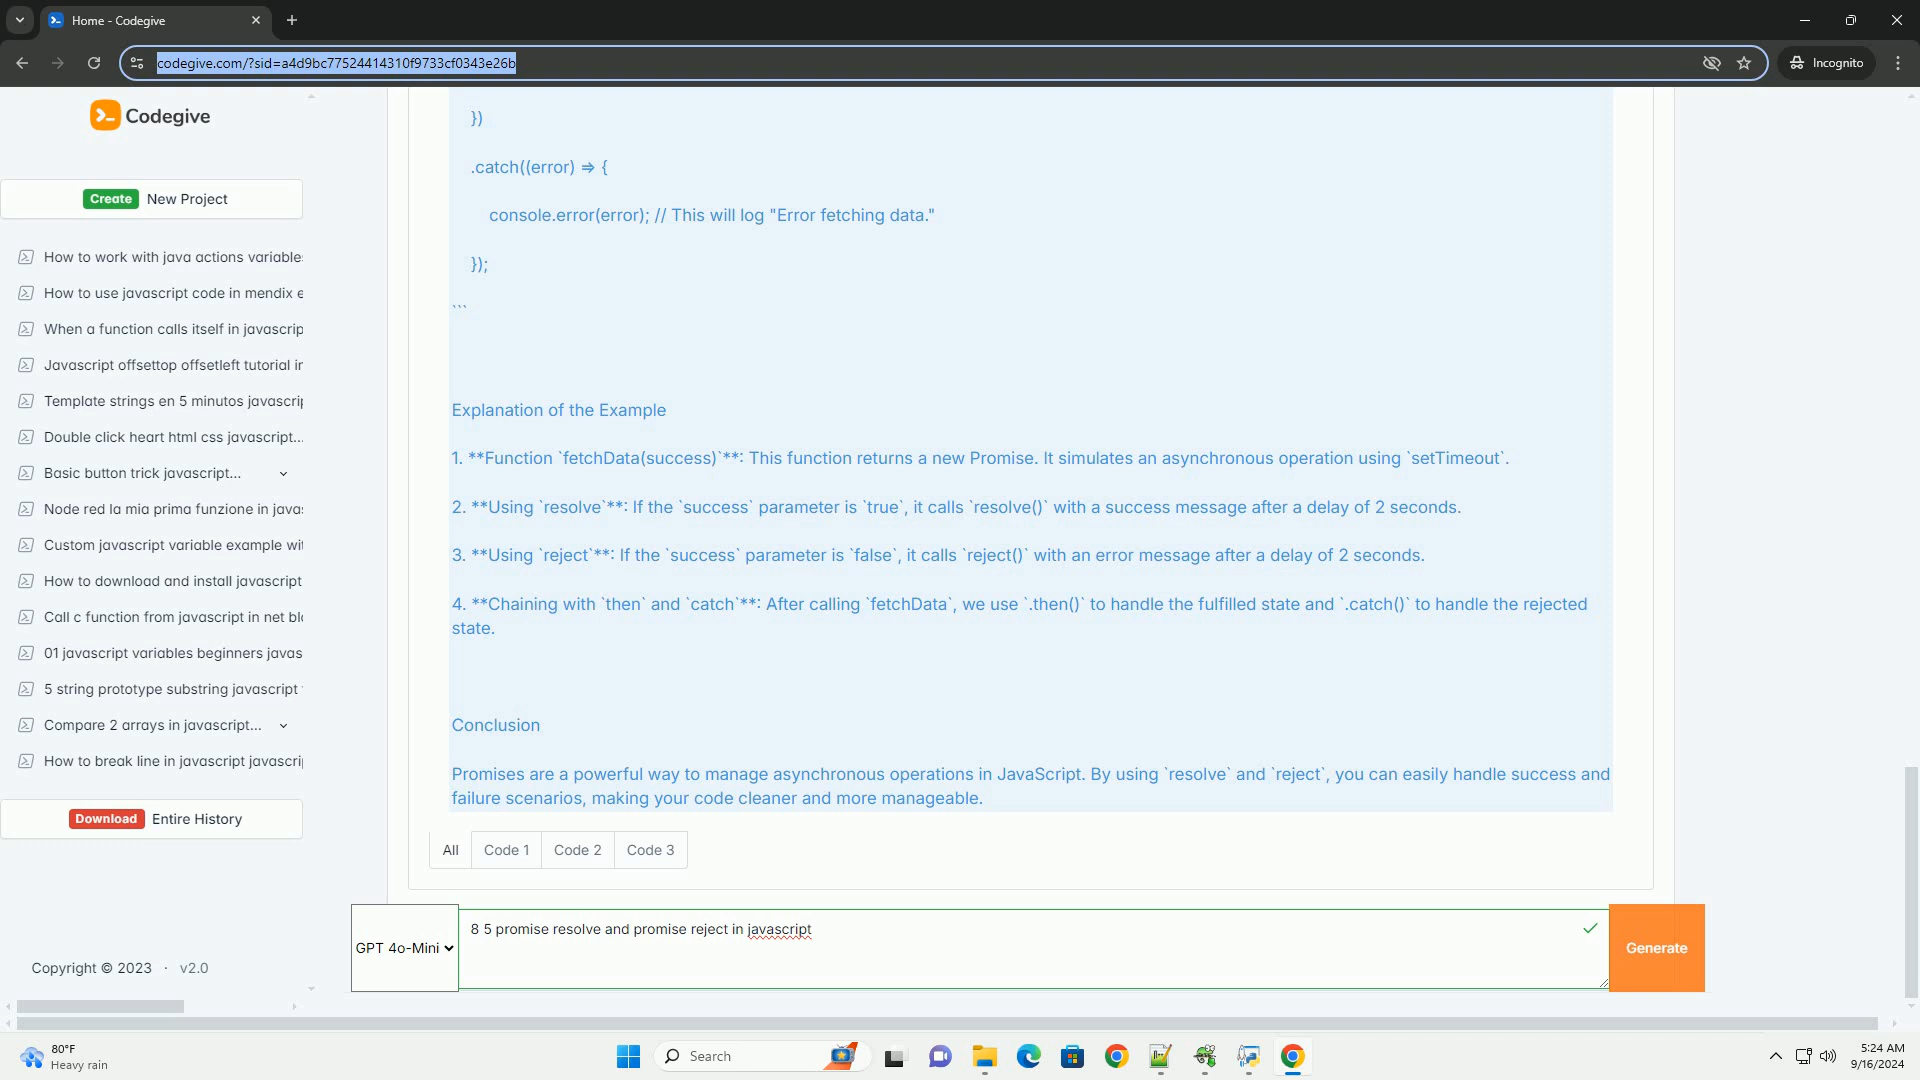 Home - Codegive
codegive.com/?sid=a4d9bc77524414310f9733cf0343e26b
Incognito
Codegive
Create New Project
How to work with java actions variable
How to use javascript code in mendix e
When a function calls itself in javascrip
Javascript offsettop offsetleft tutorial ir
Template strings en 5 minutos javascrip
Double click heart html css javascript...
Basic button trick javascript...
Node red la mia prima funzione in java
Custom javascript variable example wit
How to download and install javascript
Call c function from javascript in net blo
01 javascript variables beginners javas
5 string prototype substring javascript
Compare 2 arrays in javascript...
How to break line in javascript javascrip
Download Entire History
Copyright © 2023 · v2.0
})
.catch((error) => {
console.error(error); // This will log "Error fetching data."
});
```
Explanation of the Example
1. **Function `fetchData(success)`**: This function returns a new Promise. It simulates an asynchronous operation using `setTimeout`.
2. **Using `resolve`**: If the `success` parameter is `true`, it calls `resolve()` with a success message after a delay of 2 seconds.
3. **Using `reject`**: If the `success` parameter is `false`, it calls `reject()` with an error message after a delay of 2 seconds.
4. **Chaining with `then` and `catch`**: After calling `fetchData`, we use `.then()` to handle the fulfilled state and `.catch()` to handle the rejected
state.
Conclusion
Promises are a powerful way to manage asynchronous operations in JavaScript. By using `resolve` and `reject`, you can easily handle success and
failure scenarios, making your code cleaner and more manageable.
All Code 1 Code 2 Code 3
GPT 4o-Mini
8 5 promise resolve and promise reject in javascript
Generate
80°F
Heavy rain
Search
5:24 AM
9/16/2024